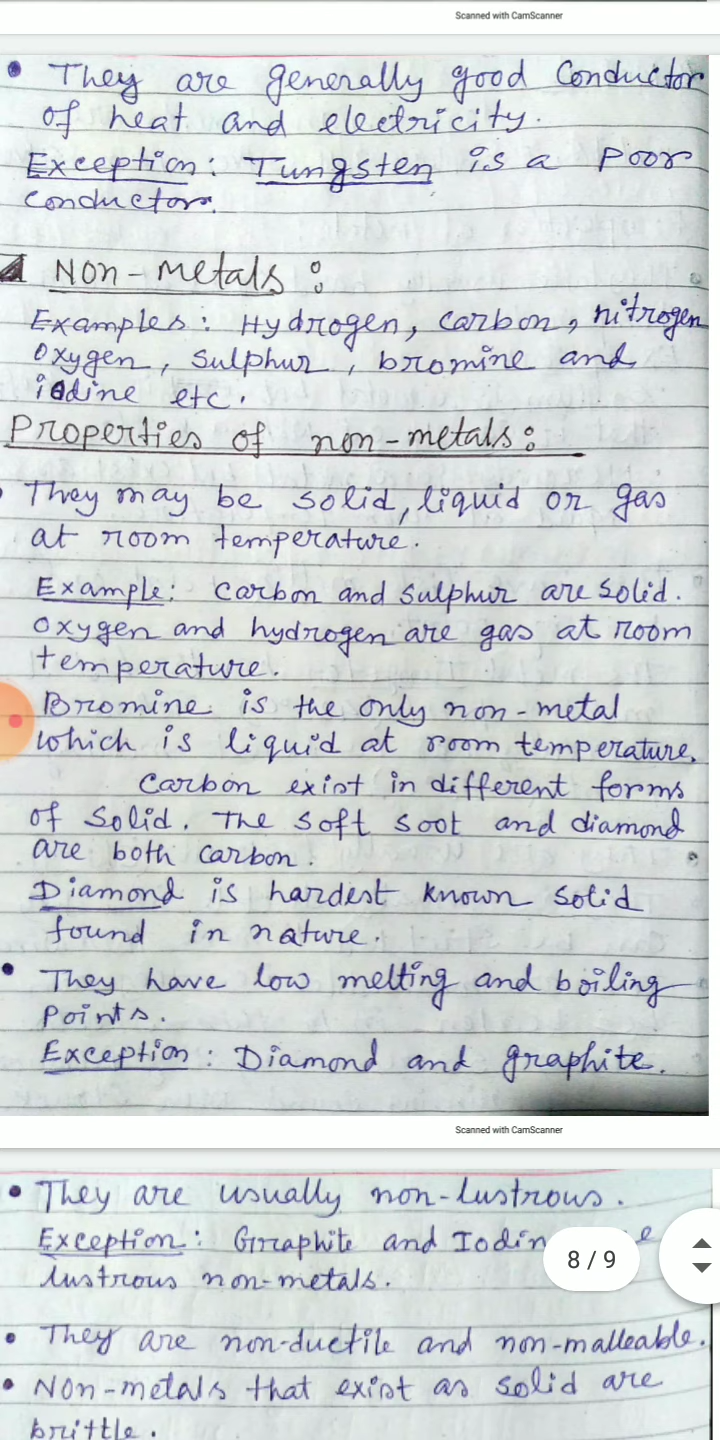 Scanned with CamScanner
• They are generally good Conductor
of heat and electricity.
Exception: Tungsten is a poor
conductor.
Non-metals:
Examples: Hydrogen, carbon, nitrogen
oxygen, sulphur, bromine and
iodine etc.
Properties of non-metals:
They may be solid, liquid or gas
at room temperature.
Example: Carbon and sulphur are solid.
Oxygen and hydrogen are gas at room
temperature.
Bromine is the only non-metal
which is liquid at room temperature.
Carbon exist in different forms
of solid. The soft soot and diamond
are both carbon.
Diamond is hardest known solid
found in nature.
• They have low melting and boiling
points.
Exception: Diamond and graphite.
Scanned with CamScanner
• They are usually non-lustrous.
Exception: Graphite and
8 / 9
lustrous non-metals.
• They are non-ductile and non-malleable.
• Non-metals that exist as solid are
brittle.